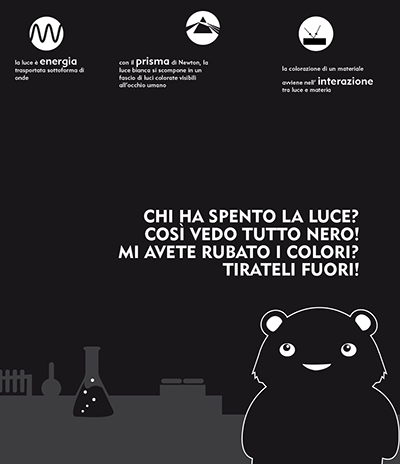 la luce è energia
trasportata sottoforma di
onde
con il prisma di Newton, la
luce bianca si scompone in un
fascio di luci colorate visibili
all'occhio umano
la colorazione di un materiale
avviene nell' interazione
tra luce e materia
CHI HA SPENTO LA LUCE?
COSÌ VEDO TUTTO NERO!
MI AVETE RUBATO I COLORI?
TIRATELI FUORI!